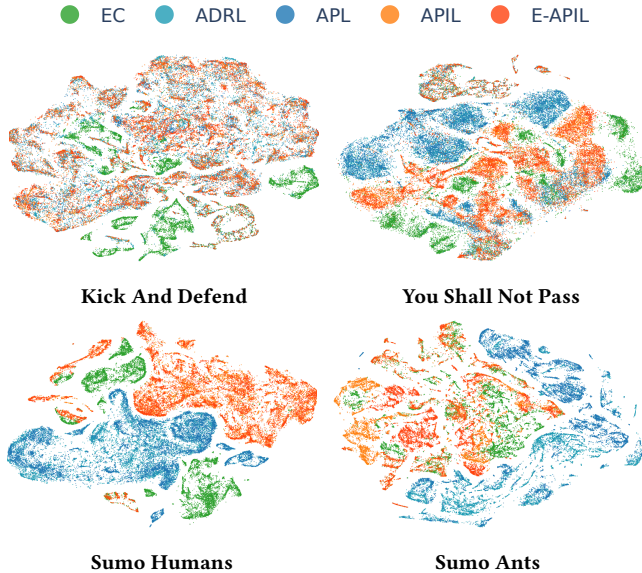 EC ADRL APL APIL E-APIL
Kick And Defend You Shall Not Pass
Sumo Humans Sumo Ants